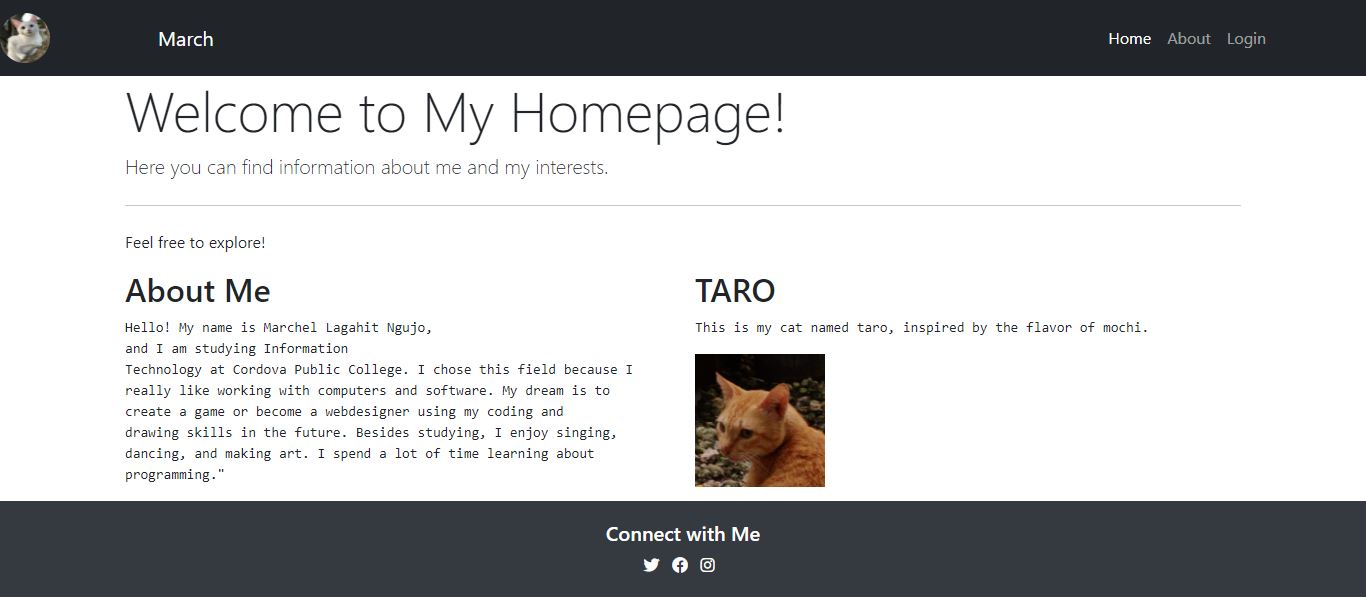 March
Home About Login
Welcome to My Homepage!
Here you can find information about me and my interests.
Feel free to explore!
About Me
Hello! My name is Marchel Lagahit Ngujo,
and I am studying Information
Technology at Cordova Public College. I chose this field because I
really like working with computers and software. My dream is to
create a game or become a webdesigner using my coding and
drawing skills in the future. Besides studying, I enjoy singing,
dancing, and making art. I spend a lot of time learning about
programming."
TARO
This is my cat named taro, inspired by the flavor of mochi.
Connect with Me